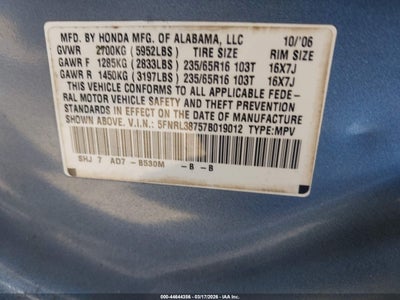 MFD. BY HONDA MFG. OF ALABAMA, LLC 10/'06
GVWR 2700KG (5952LBS) TIRE SIZE RIM SIZE
GAWR F 1285KG (2833LBS) 235/65R16 103T 16X7J
GAWR R 1450KG (3197LBS) 235/65R16 103T 16X7J
THIS VEHICLE CONFORMS TO ALL APPLICABLE FEDE-
RAL MOTOR VEHICLE SAFETY AND THEFT PREVENTION
STANDARDS IN EFFECT ON THE DATE OF MANUFACTURE
SHOWN ABOVE. V.I.N.: 5FNRL38757B019012 TYPE:MPV
SHJ 7 AD7 - B530M - B - B
000-44644356 - 03/17/2026 - IAA Inc.